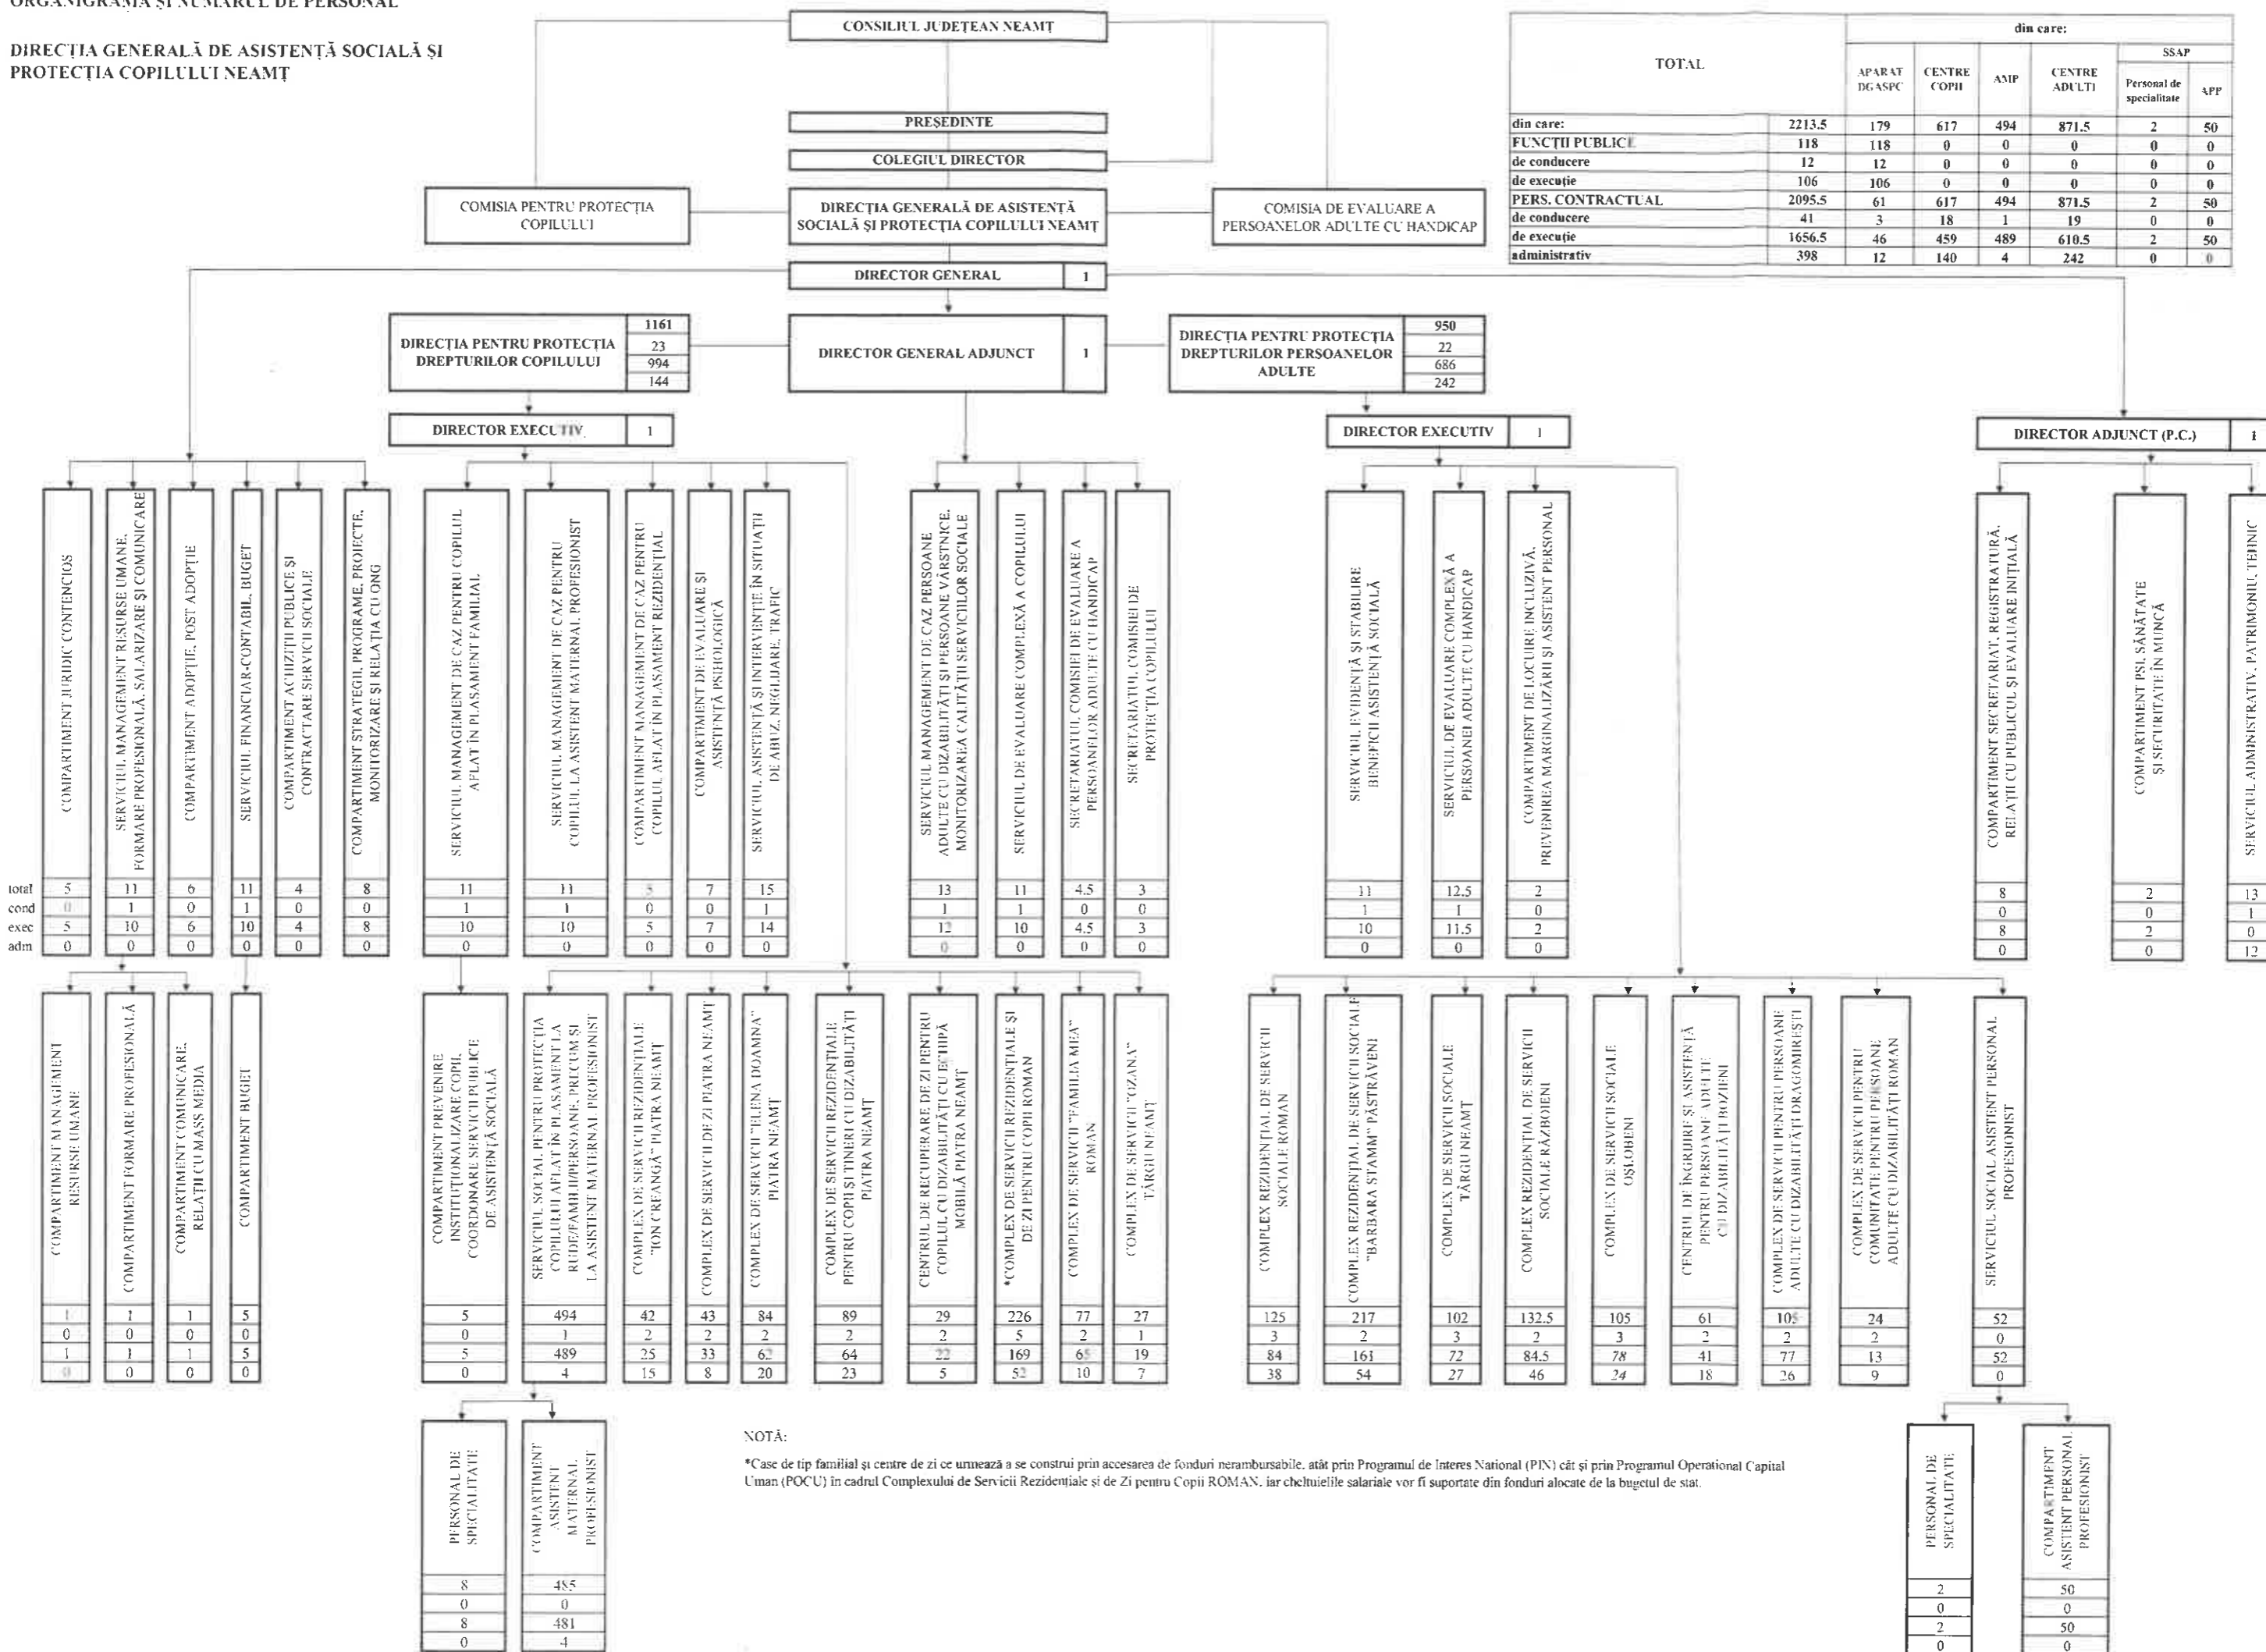 ORGANIGRAMA ȘI NUMĂRUL DE PERSONAL
DIRECȚIA GENERALĂ DE ASISTENȚĂ SOCIALĂ ȘI
PROTECȚIA COPILULUI NEAMȚ
CONSILIUL JUDEȚEAN NEAMȚ
PREȘEDINTE
COLEGIUL DIRECTOR
COMISIA PENTRU PROTECȚIA
COPILULUI
DIRECȚIA GENERALĂ DE ASISTENȚĂ
SOCIALĂ ȘI PROTECȚIA COPILULUI NEAMȚ
COMISIA DE EVALUARE A
PERSOANELOR ADULTE CU HANDICAP
TOTAL
din care:
APARAT
DGASPC
CENTRE
COPII
AMP
CENTRE
ADULTI
SSAP
Personal de
specialitate
APP
din care: 2213.5 179 617 494 871.5 2 50
FUNCȚII PUBLICE 118 118 0 0 0 0 0
de conducere 12 12 0 0 0 0 0
de execuție 106 106 0 0 0 0 0
PERS. CONTRACTUAL 2095.5 61 617 494 871.5 2 50
de conducere 41 3 18 1 19 0 0
de execuție 1656.5 46 459 489 610.5 2 50
administrativ 398 12 140 4 242 0 0
DIRECTOR GENERAL 1
DIRECȚIA PENTRU PROTECȚIA
DREPTURILOR COPILULUI
1161
23
994
144
DIRECTOR GENERAL ADJUNCT 1
DIRECȚIA PENTRU PROTECȚIA
DREPTURILOR PERSOANELOR
ADULTE
950
22
686
242
DIRECTOR EXECUTIV 1
DIRECTOR EXECUTIV 1
DIRECTOR ADJUNCT (P.C.) 1
COMPARTIMENT JURIDIC CONTENCIOS
SERVICIUL MANAGEMENT RESURSE UMANE,
FORMARE PROFESIONALĂ, SALARIZARE ȘI COMUNICARE
COMPARTIMENT ADOPȚIE, POST ADOPȚIE
SERVICIUL FINANCIAR-CONTABIL, BUGET
COMPARTIMENT ACHIZIȚII PUBLICE ȘI
CONTRACTARE SERVICII SOCIALE
COMPARTIMENT STRATEGII, PROGRAME, PROIECTE,
MONITORIZARE ȘI RELAȚIA CU ONG
SERVICIUL MANAGEMENT DE CAZ PENTRU COPILUL
AFLAT ÎN PLASAMENT FAMILIAL
SERVICIUL MANAGEMENT DE CAZ PENTRU
COPILUL LA ASISTENT MATERNAL PROFESIONIST
COMPARTIMENT MANAGEMENT DE CAZ PENTRU
COPILUL AFLAT ÎN PLASAMENT REZIDENȚIAL
COMPARTIMENT DE EVALUARE ȘI
ASISTENȚĂ PSIHOLOGICĂ
SERVICIUL ASISTENȚĂ ȘI INTERVENȚIE ÎN SITUAȚII
DE ABUZ, NEGLIJARE, TRAFIC
SERVICIUL MANAGEMENT DE CAZ PERSOANE
ADULTE CU DIZABILITĂȚI ȘI PERSOANE VÂRSTNICE,
MONITORIZAREA CALITĂȚII SERVICIILOR SOCIALE
SERVICIUL DE EVALUARE COMPLEXĂ A COPILULUI
SECRETARIATUL COMISIEI DE EVALUARE A
PERSOANELOR ADULTE CU HANDICAP
SECRETARIATUL COMISIEI DE
PROTECȚIA COPILULUI
SERVICIUL EVIDENȚĂ ȘI STABILIRE
BENEFICII ASISTENȚĂ SOCIALĂ
SERVICIUL DE EVALUARE COMPLEXĂ A
PERSOANEI ADULTE CU HANDICAP
COMPARTIMENT DE LOCUIRE INCLUZIVĂ,
PREVENIREA MARGINALIZĂRII ȘI ASISTENT PERSONAL
COMPARTIMENT SECRETARIAT, REGISTRATURĂ,
RELAȚII CU PUBLICUL ȘI EVALUARE INIȚIALĂ
COMPARTIMENT PSI, SĂNĂTATE
ȘI SECURITATE ÎN MUNCĂ
SERVICIUL ADMINISTRATIV, PATRIMONIU, TEHNIC
total 5 11 6 11 4 8 11 11 5 7 15 13 11 4.5 3 11 12.5 2 8 2 13
cond 0 1 0 1 0 0 1 1 0 0 1 1 1 0 0 1 1 0 0 0 1
exec 5 10 6 10 4 8 10 10 5 7 14 12 10 4.5 3 10 11.5 2 8 2 0
adm 0 0 0 0 0 0 0 0 0 0 0 0 0 0 0 0 0 0 0 0 12
COMPARTIMENT MANAGEMENT
RESURSE UMANE
COMPARTIMENT FORMARE PROFESIONALĂ
COMPARTIMENT COMUNICARE,
RELAȚII CU MASS MEDIA
COMPARTIMENT BUGET
COMPARTIMENT PREVENIRE
INSTITUȚIONALIZARE COPII,
COORDONARE SERVICII PUBLICE
DE ASISTENȚĂ SOCIALĂ
SERVICIUL SOCIAL PENTRU PROTECȚIA
COPILULUI AFLAT ÎN PLASAMENT LA
RUDE/FAMILII/PERSOANE, PRECUM ȘI
LA ASISTENT MATERNAL PROFESIONIST
COMPLEX DE SERVICII REZIDENȚIALE
"ION CREANGĂ" PIATRA NEAMȚ
COMPLEX DE SERVICII DE ZI PIATRA NEAMȚ
COMPLEX DE SERVICII "ELENA DOAMNA"
PIATRA NEAMȚ
COMPLEX DE SERVICII REZIDENȚIALE
PENTRU COPII ȘI TINERI CU DIZABILITĂȚI
PIATRA NEAMȚ
CENTRUL DE RECUPERARE DE ZI PENTRU
COPILUL CU DIZABILITĂȚI CU ECHIPĂ
MOBILĂ PIATRA NEAMȚ
*COMPLEX DE SERVICII REZIDENȚIALE ȘI
DE ZI PENTRU COPII ROMAN
COMPLEX DE SERVICII "FAMILIA MEA"
ROMAN
COMPLEX DE SERVICII "OZANA"
TÂRGU NEAMȚ
COMPLEX REZIDENȚIAL DE SERVICII
SOCIALE ROMAN
COMPLEX REZIDENȚIAL DE SERVICII SOCIALE
"BARBARA STAMM" PĂSTRĂVENI
COMPLEX DE SERVICII SOCIALE
TÂRGU NEAMȚ
COMPLEX REZIDENȚIAL DE SERVICII
SOCIALE RĂZBOIENI
COMPLEX DE SERVICII SOCIALE
OȘLOBENI
CENTRUL DE ÎNGRIJIRE ȘI ASISTENȚĂ
PENTRU PERSOANE ADULTE
CU DIZABILITĂȚI BOZIENI
COMPLEX DE SERVICII PENTRU PERSOANE
ADULTE CU DIZABILITĂȚI DRAGOMIREȘTI
COMPLEX DE SERVICII PENTRU
COMUNITATE PENTRU PERSOANE
ADULTE CU DIZABILITĂȚI ROMAN
SERVICIUL SOCIAL ASISTENT PERSONAL
PROFESIONIST
1 1 1 5 5 494 42 43 84 89 29 226 77 27 125 217 102 132.5 105 61 105 24 52
0 0 0 0 0 1 2 2 2 2 2 5 2 1 3 2 3 2 3 2 2 2 0
1 1 1 5 5 489 25 33 62 64 22 169 65 19 84 161 72 84.5 78 41 77 13 52
0 0 0 0 0 4 15 8 20 23 5 52 10 7 38 54 27 46 24 18 26 9 0
NOTĂ:
*Case de tip familial și centre de zi ce urmează a se construi prin accesarea de fonduri nerambursabile, atât prin Programul de Interes National (PIN) cât și prin Programul Operational Capital
Uman (POCU) în cadrul Complexului de Servicii Rezidențiale și de Zi pentru Copii ROMAN, iar cheltuielile salariale vor fi suportate din fonduri alocate de la bugetul de stat.
PERSONAL DE
SPECIALITATE
COMPARTIMENT
ASISTENT
MATERNAL
PROFESIONIST
PERSONAL DE
SPECIALITATE
COMPARTIMENT
ASISTENT PERSONAL
PROFESIONIST
8 485 2 50
0 0 0 0
8 481 2 50
0 4 0 0